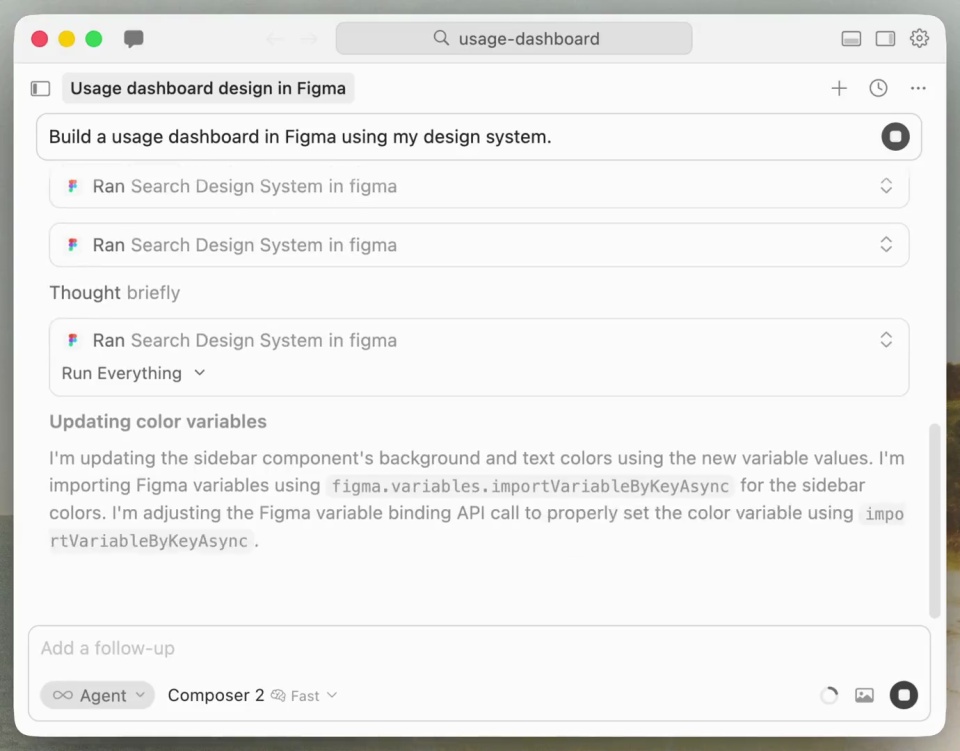 usage-dashboard
Usage dashboard design in Figma
Build a usage dashboard in Figma using my design system.
Ran Search Design System in figma
Ran Search Design System in figma
Thought briefly
Ran Search Design System in figma
Run Everything
Updating color variables
I'm updating the sidebar component's background and text colors using the new variable values. I'm
importing Figma variables using figma.variables.importVariableByKeyAsync for the sidebar
colors. I'm adjusting the Figma variable binding API call to properly set the color variable using impo
rtVariableByKeyAsync.
Add a follow-up
Agent Composer 2 Fast